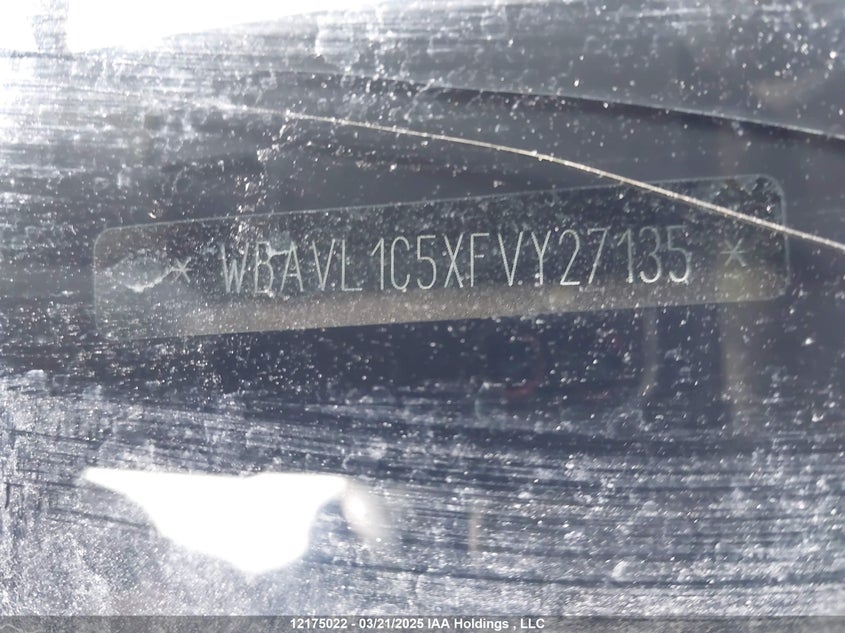 * WBAVL1C5XFVY27135 *
12175022 - 03/21/2025 IAA Holdings , LLC